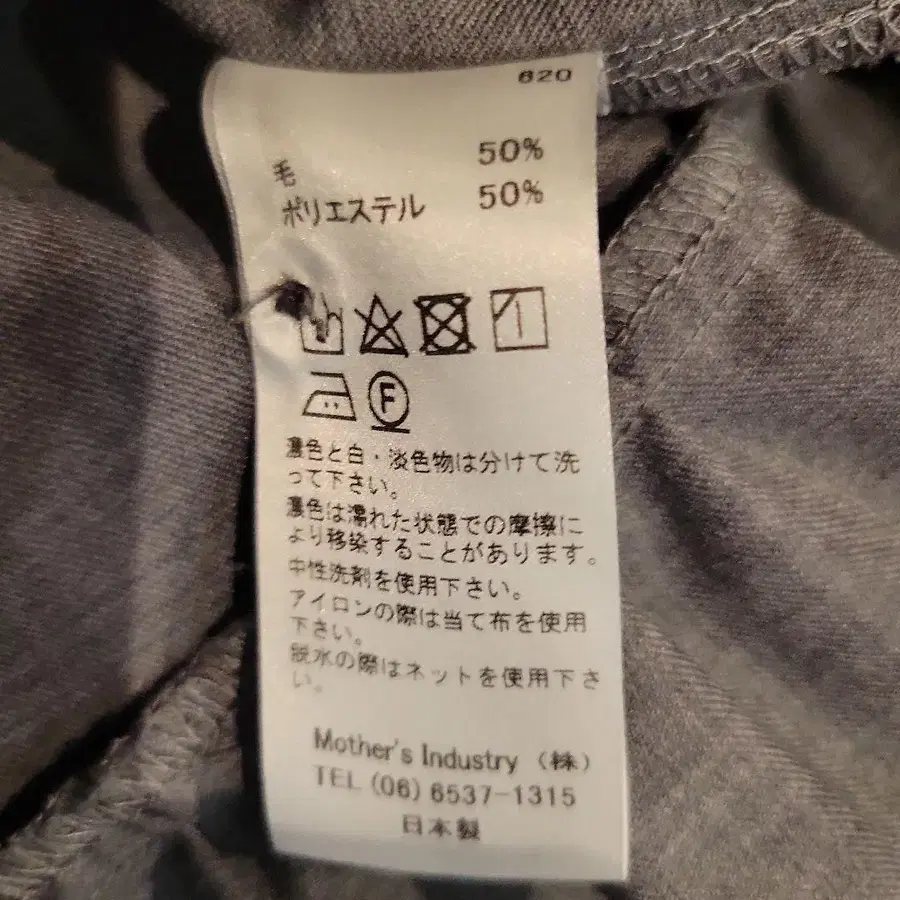 620
毛 50%
ポリエステル 50%
F
濃色と白・淡色物は分けて洗
って下さい。
濃色は濡れた状態での摩擦に
より移染することがあります。
中性洗剤を使用下さい。
アイロンの際は当て布を使用
下さい。
脱水の際はネットを使用下さ
い。
Mother's Industry (株)
TEL (06) 6537-1315
日本製